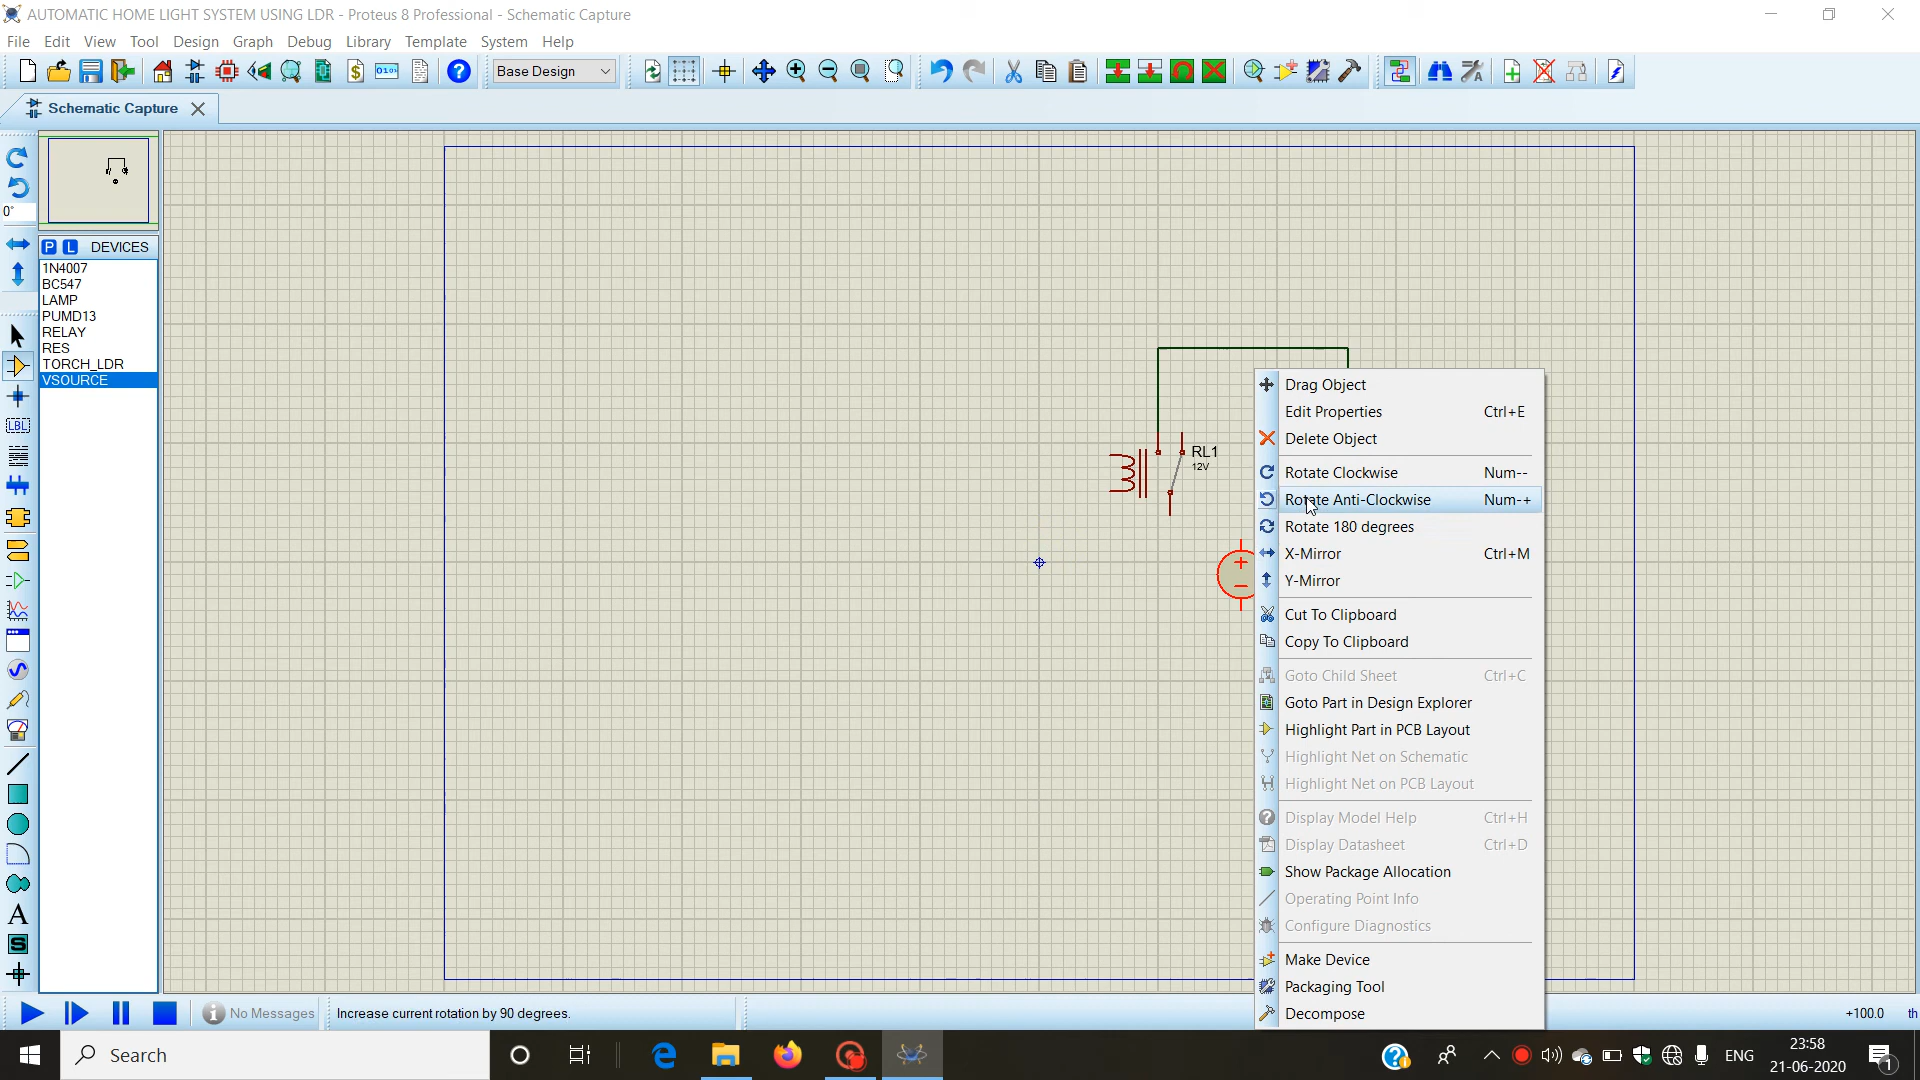 AUTOMATIC HOME LIGHT SYSTEM USING LDR - Proteus 8 Professional - Schematic Capture
File Edit View Tool Design Graph Debug Library Template System Help
Base Design
Schematic Capture
0°
P L DEVICES
1N4007
BC547
LAMP
PUMD13
RELAY
RES
TORCH_LDR
VSOURCE
LBL
A
S
RL1
12V
Drag Object
Edit Properties Ctrl+E
Delete Object
Rotate Clockwise Num--
Rotate Anti-Clockwise Num-+
Rotate 180 degrees
X-Mirror Ctrl+M
Y-Mirror
Cut To Clipboard
Copy To Clipboard
Goto Child Sheet Ctrl+C
Goto Part in Design Explorer
Highlight Part in PCB Layout
Highlight Net on Schematic
Highlight Net on PCB Layout
Display Model Help Ctrl+H
Display Datasheet Ctrl+D
Show Package Allocation
Operating Point Info
Configure Diagnostics
Make Device
Packaging Tool
Decompose
No Messages Increase current rotation by 90 degrees. +100.0 th
Search
ENG
23:58
21-06-2020
1